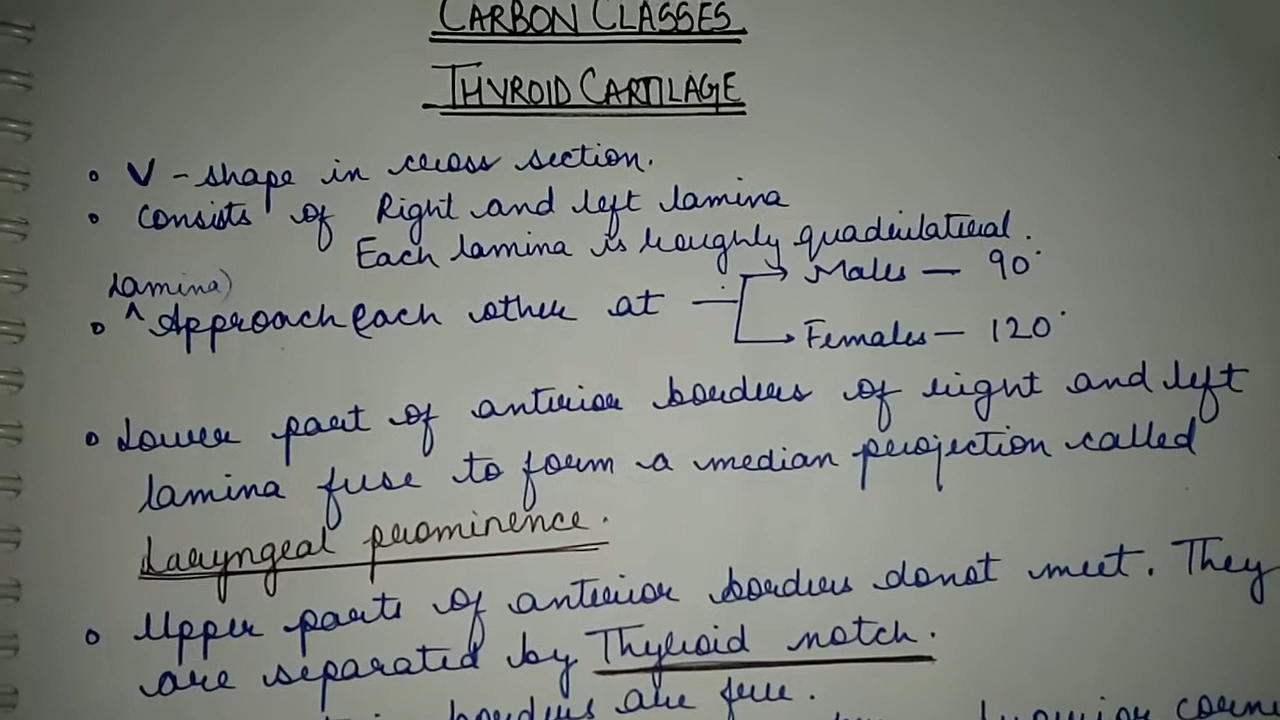 CARBON CLASSES
THYROID CARTILAGE
• V - shape in cross section.
• Consists of Right and left lamina
Each lamina is roughly quadrilateral.
Lamina)
• ^ Approach each other at → Males — 90°
→ Females — 120°
• Lower part of anterior borders of right and left
lamina fuse to form a median projection called
Laryngeal prominence.
• Upper parts of anterior borders donot meet. They
are separated by Thyroid notch.
borders are free.